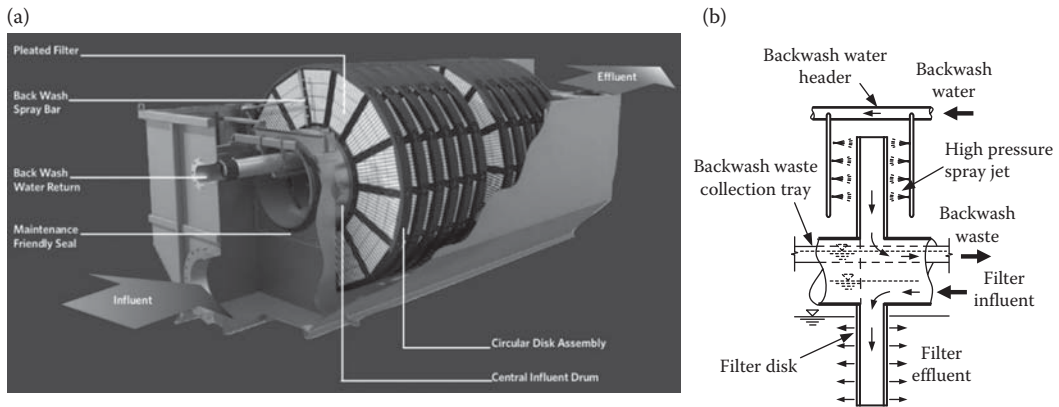 (a)
Pleated Filter
Back Wash
Spray Bar
Back Wash
Water Return
Maintenance
Friendly Seal
Influent
Effluent
Circular Disk Assembly
Central Influent Drum
(b)
Backwash water
header
Backwash
water
Backwash waste
collection tray
High pressure
spray jet
Backwash
waste
Filter
influent
Filter disk
Filter
effluent